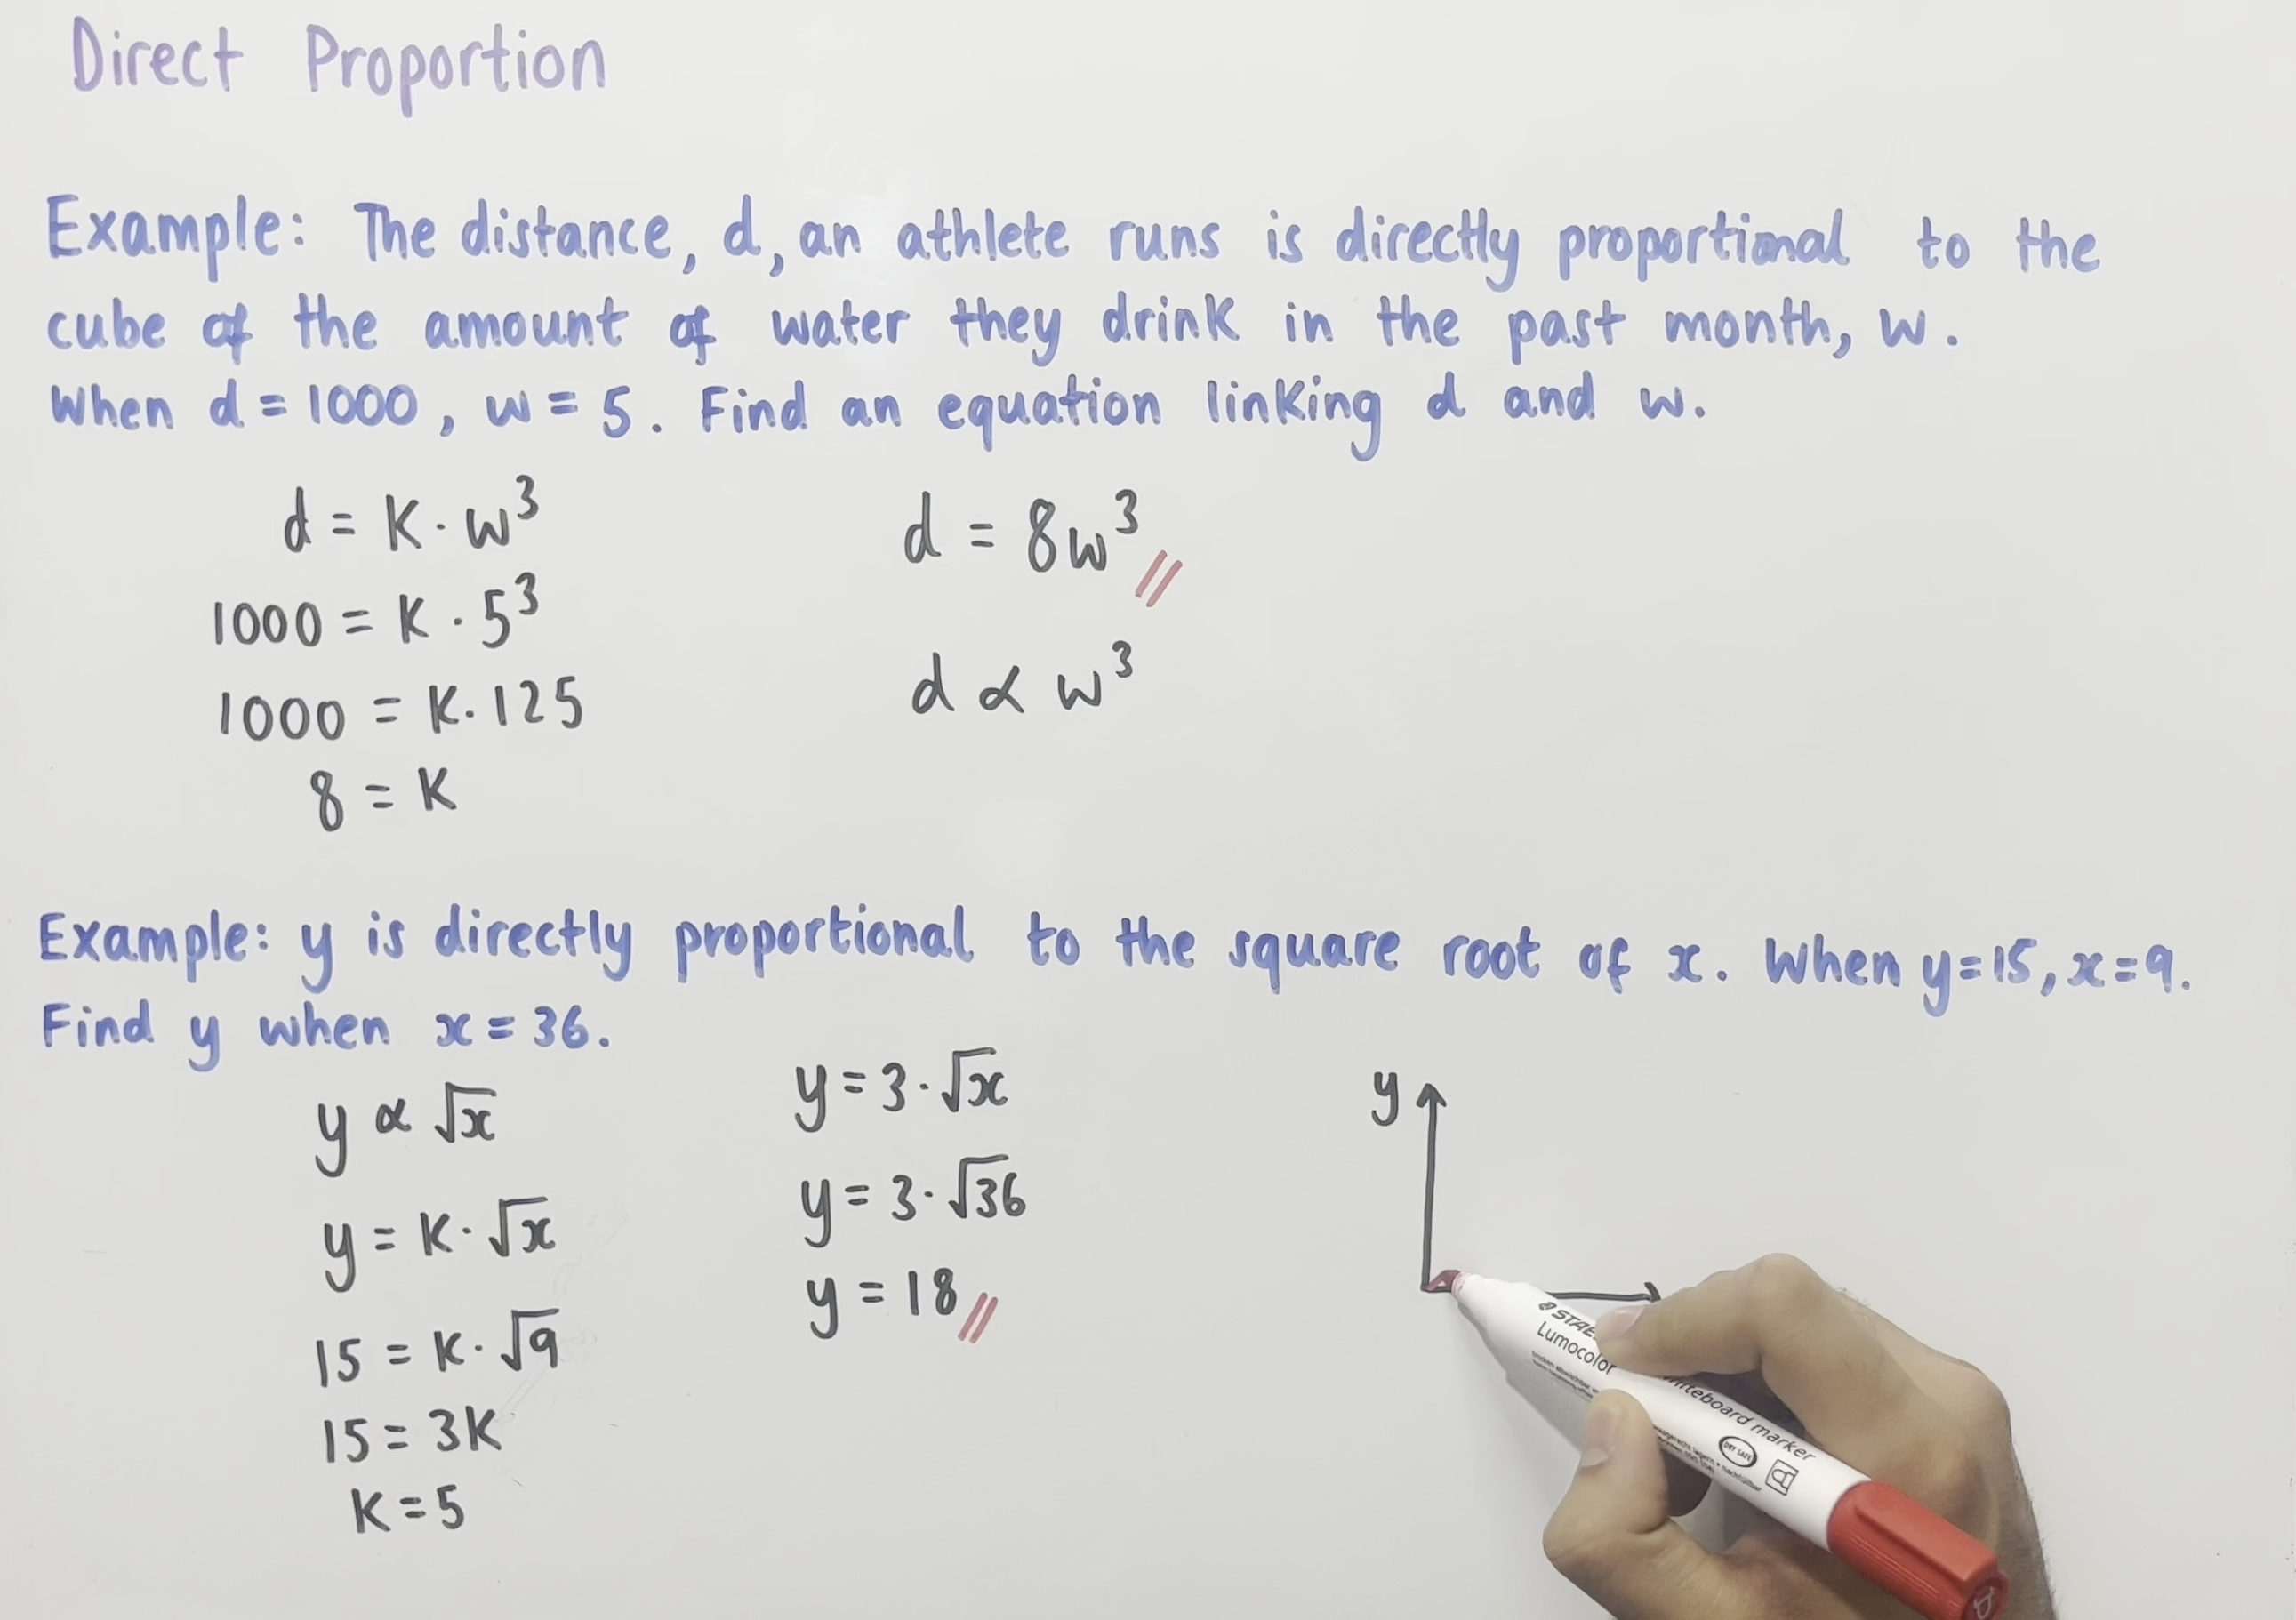 Direct Proportion
Example: The distance, d, an athlete runs is directly proportional to the
cube of the amount of water they drink in the past month, w.
When d = 1000, w = 5. Find an equation linking d and w.
d = K · w³
1000 = K · 5³
1000 = K · 125
8 = K
d = 8w³
d ∝ w³
Example: y is directly proportional to the square root of x. When y=15, x=9.
Find y when x = 36.
y ∝ √x
y = K · √x
15 = K · √9
15 = 3K
K = 5
y = 3 · √x
y = 3 · √36
y = 18
y
Lumocolor
marker
DRY SAFE